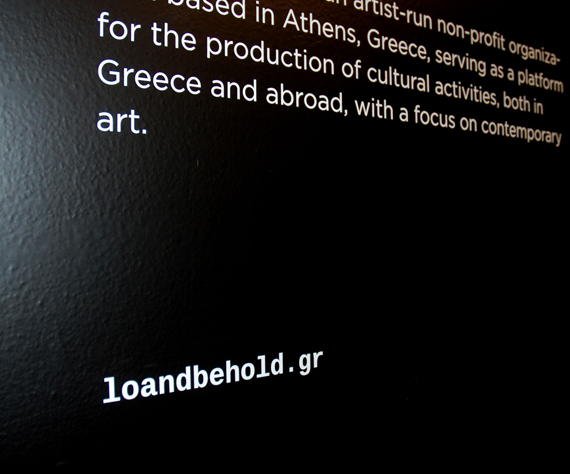 artist-run non-profit organiza-
based in Athens, Greece, serving as a platform
for the production of cultural activities, both in
Greece and abroad, with a focus on contemporary
art.
loandbehold.gr